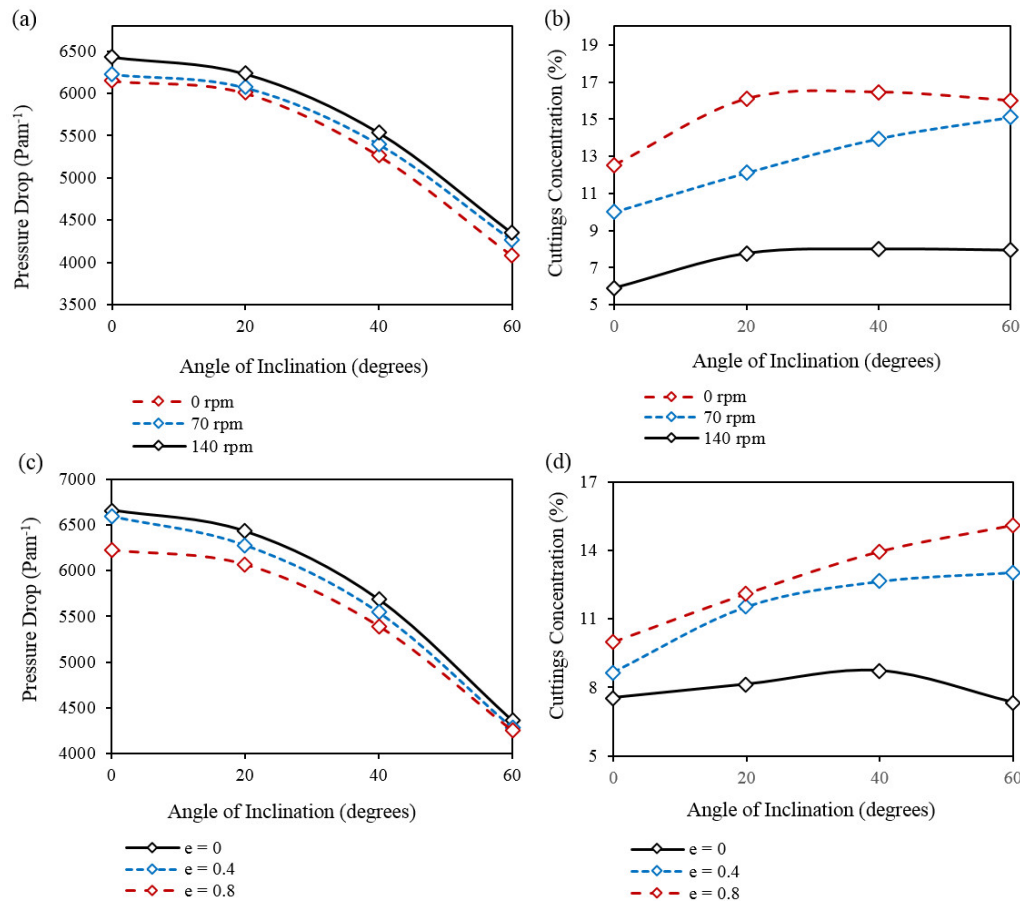 (a)
Pressure Drop (Pam⁻¹)
6500
6000
5500
5000
4500
4000
3500
0 20 40 60
Angle of Inclination (degrees)
0 rpm
70 rpm
140 rpm
(b)
Cuttings Concentration (%)
19
17
15
13
11
9
7
5
0 20 40 60
Angle of Inclination (degrees)
0 rpm
70 rpm
140 rpm
(c)
Pressure Drop (Pam⁻¹)
7000
6500
6000
5500
5000
4500
4000
0 20 40 60
Angle of Inclination (degrees)
e = 0
e = 0.4
e = 0.8
(d)
Cuttings Concentration (%)
17
14
11
8
5
0 20 40 60
Angle of Inclination (degrees)
e = 0
e = 0.4
e = 0.8